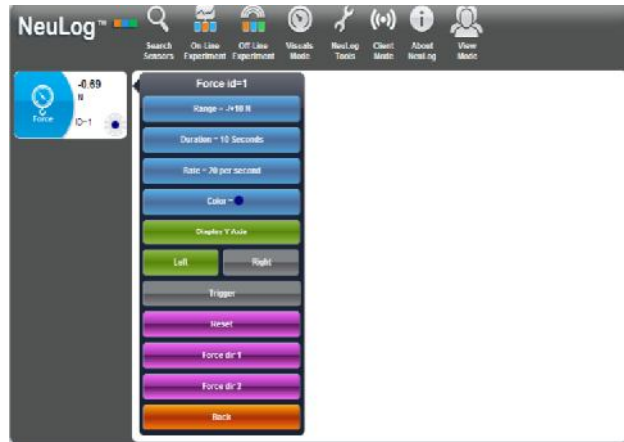 NeuLog™
Search Sensors
On Line Experiment
Off Line Experiment
Visuals Mode
NeuLog Tools
Client Mode
About NeuLog
View Mode
-0.69
N
Force
ID=1
Force id=1
Range = -/+10 N
Duration = 10 Seconds
Rate = 20 per second
Color =
Display Y Axis
Left Right
Trigger
Reset
Force dir 1
Force dir 2
Back